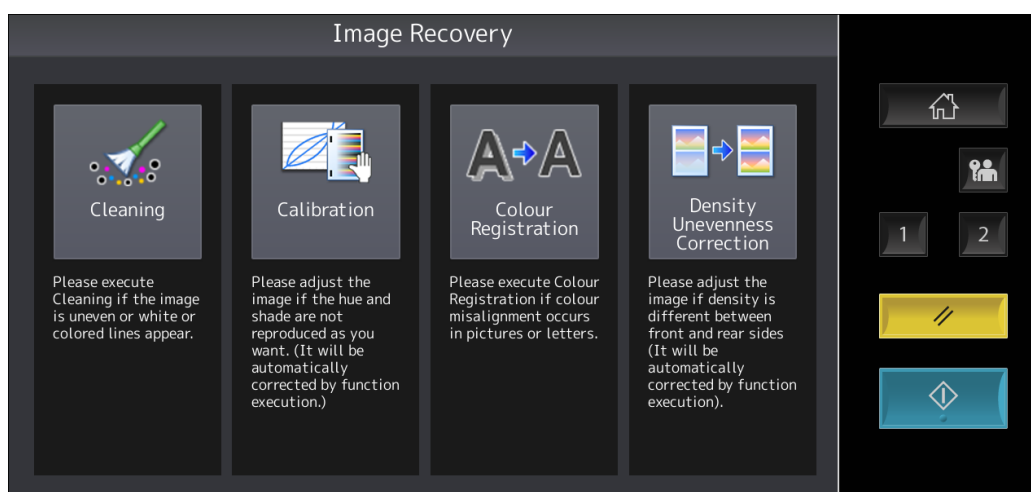 Image Recovery
Cleaning
Please execute
Cleaning if the image
is uneven or white or
colored lines appear.
Calibration
Please adjust the
image if the hue and
shade are not
reproduced as you
want. (It will be
automatically
corrected by function
execution.)
A A
Colour
Registration
Please execute Colour
Registration if colour
misalignment occurs
in pictures or letters.
Density
Unevenness
Correction
Please adjust the
image if density is
different between
front and rear sides
(It will be
automatically
corrected by function
execution).
1 2